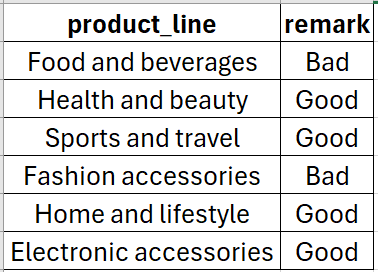 product_line remark
Food and beverages Bad
Health and beauty Good
Sports and travel Good
Fashion accessories Bad
Home and lifestyle Good
Electronic accessories Good